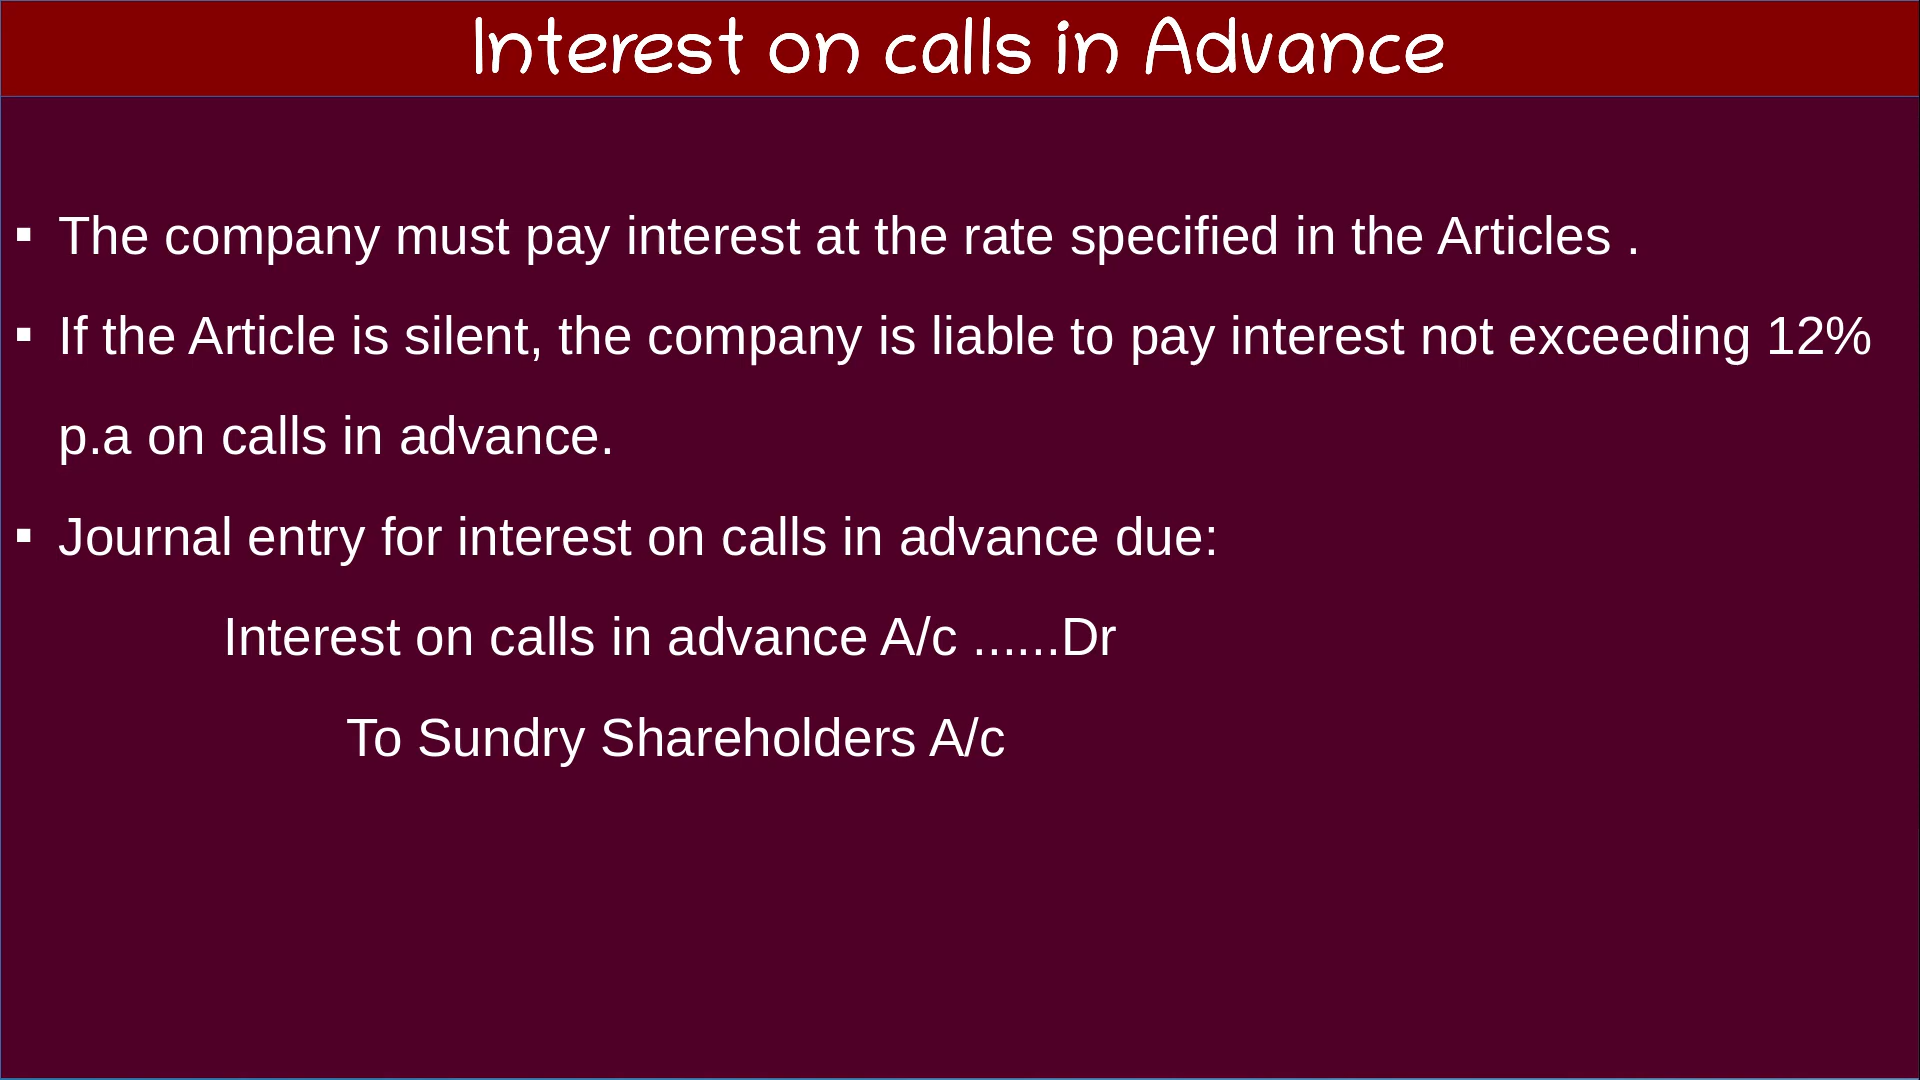 Interest on calls in Advance
▪ The company must pay interest at the rate specified in the Articles .
▪ If the Article is silent, the company is liable to pay interest not exceeding 12%
p.a on calls in advance.
▪ Journal entry for interest on calls in advance due:
Interest on calls in advance A/c ......Dr
To Sundry Shareholders A/c